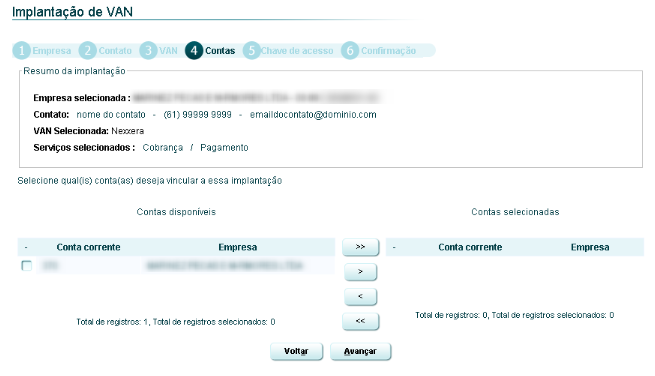 Implantação de VAN
1 Empresa 2 Contato 3 VAN 4 Contas 5 Chave de acesso 6 Confirmação
Resumo da implantação
Empresa selecionada :
Contato: nome do contato - (61) 99999 9999 - emaildocontato@dominio.com
VAN Selecionada: Nexxera
Serviços selecionados : Cobrança / Pagamento
Selecione qual(is) conta(as) deseja vincular a essa implantação
Contas disponíveis
Contas selecionadas
- Conta corrente Empresa
>>
- Conta corrente Empresa
>
<
<<
Total de registros: 1, Total de registros selecionados: 0
Total de registros: 0, Total de registros selecionados: 0
Voltar Avançar